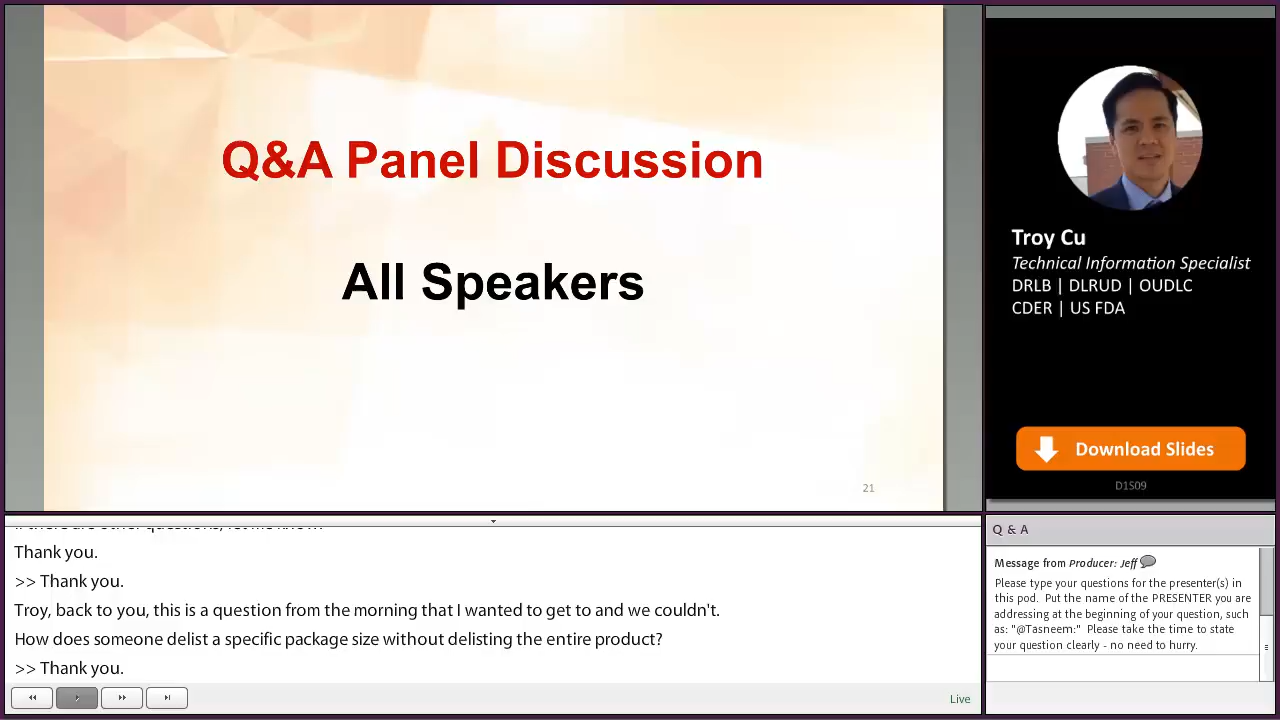 Q&A Panel Discussion
All Speakers
21
Troy Cu
Technical Information Specialist
DRLB | DLRUD | OUDLC
CDER | US FDA
Download Slides
D1S09
Thank you.
>> Thank you.
Troy, back to you, this is a question from the morning that I wanted to get to and we couldn't.
How does someone delist a specific package size without delisting the entire product?
>> Thank you.
Live
Q & A
Message from Producer: Jeff
Please type your questions for the presenter(s) in
this pod. Put the name of the PRESENTER you are
addressing at the beginning of your question, such
as: "@Tasneem:" Please take the time to state
your question clearly - no need to hurry.